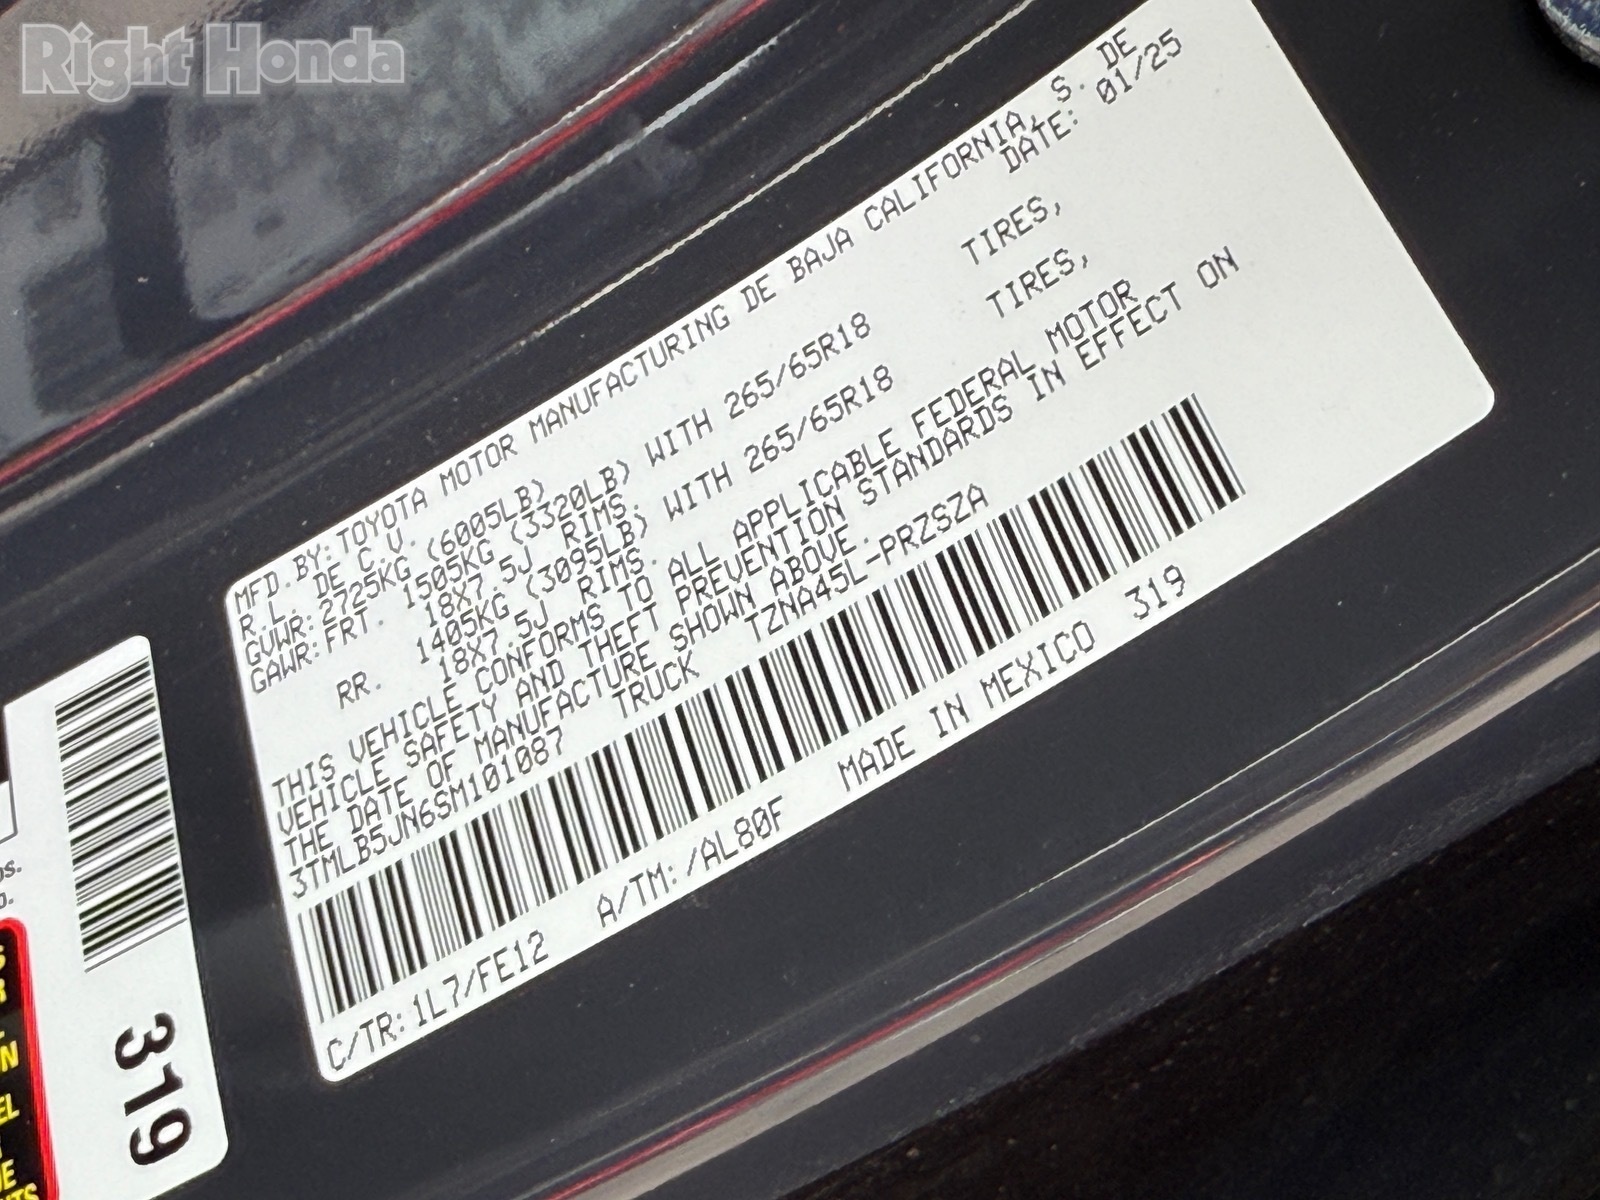 Right Honda
MFD.BY: TOYOTA MOTOR MANUFACTURING DE BAJA CALIFORNIA, S. DE
R.L. DE C.V. DATE: 01/25
GVWR: 2725KG (6005LB)
GAWR: FRT. 1505KG (3320LB) WITH 265/65R18 TIRES,
18X7.5J RIMS.
RR. 1405KG (3095LB) WITH 265/65R18 TIRES,
18X7.5J RIMS.
THIS VEHICLE CONFORMS TO ALL APPLICABLE FEDERAL MOTOR
VEHICLE SAFETY AND THEFT PREVENTION STANDARDS IN EFFECT ON
THE DATE OF MANUFACTURE SHOWN ABOVE.
3TMLB5JN6SM101087 TRUCK TZNA45L-PRZSZA
C/TR: 1L7/FE12 A/TM: /AL80F MADE IN MEXICO 319
319